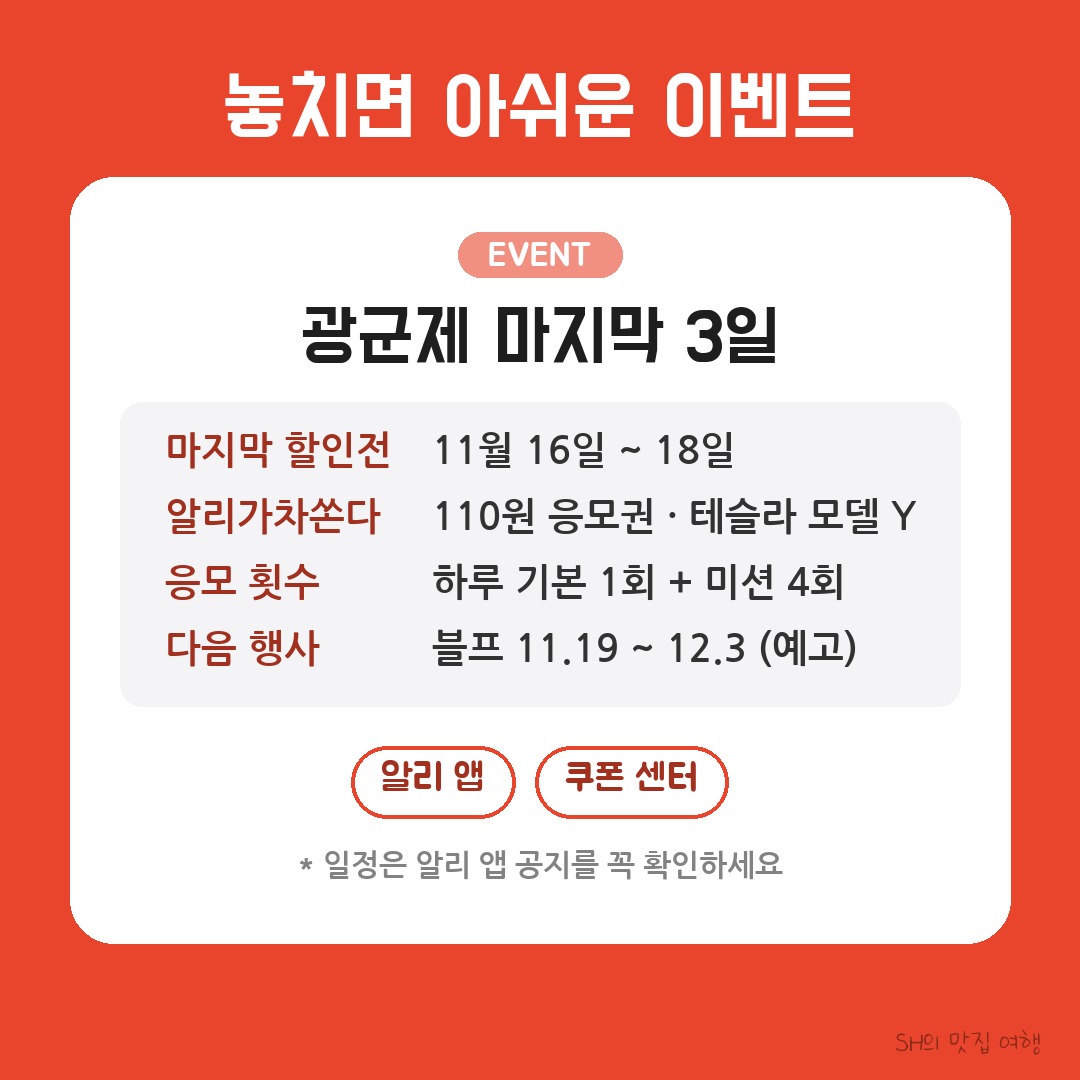 놓치면 아쉬운 이벤트
EVENT
광군제 마지막 3일
마지막 할인전 11월 16일 ~ 18일
알리가차쏜다 110원 응모권 · 테슬라 모델 Y
응모 횟수 하루 기본 1회 + 미션 4회
다음 행사 블프 11.19 ~ 12.3 (예고)
알리 앱 쿠폰 센터
* 일정은 알리 앱 공지를 꼭 확인하세요
SH의 맛집 여행